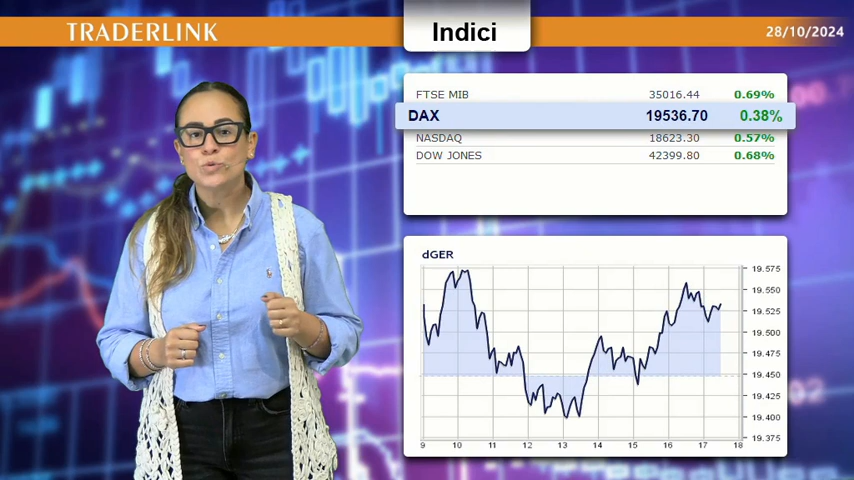 TRADERLINK
Indici
28/10/2024
FTSE MIB 35016.44 0.69%
DAX 19536.70 0.38%
NASDAQ 18623.30 0.57%
DOW JONES 42399.80 0.68%
dGER
19.575
19.550
19.525
19.500
19.475
19.450
19.425
19.400
19.375
9 10 11 12 13 14 15 16 17 18